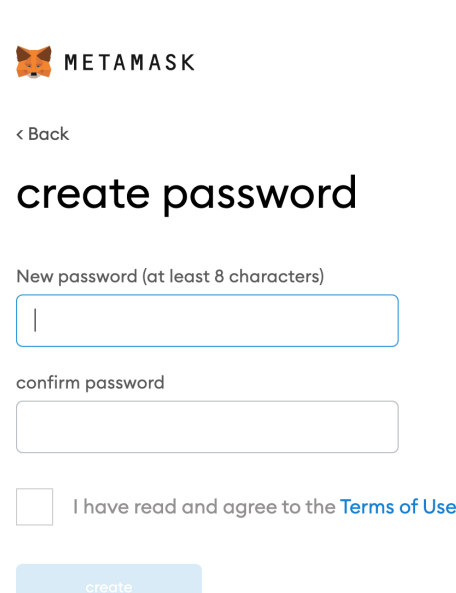 METAMASK
< Back
create password
New password (at least 8 characters)
confirm password
I have read and agree to the Terms of Use
create